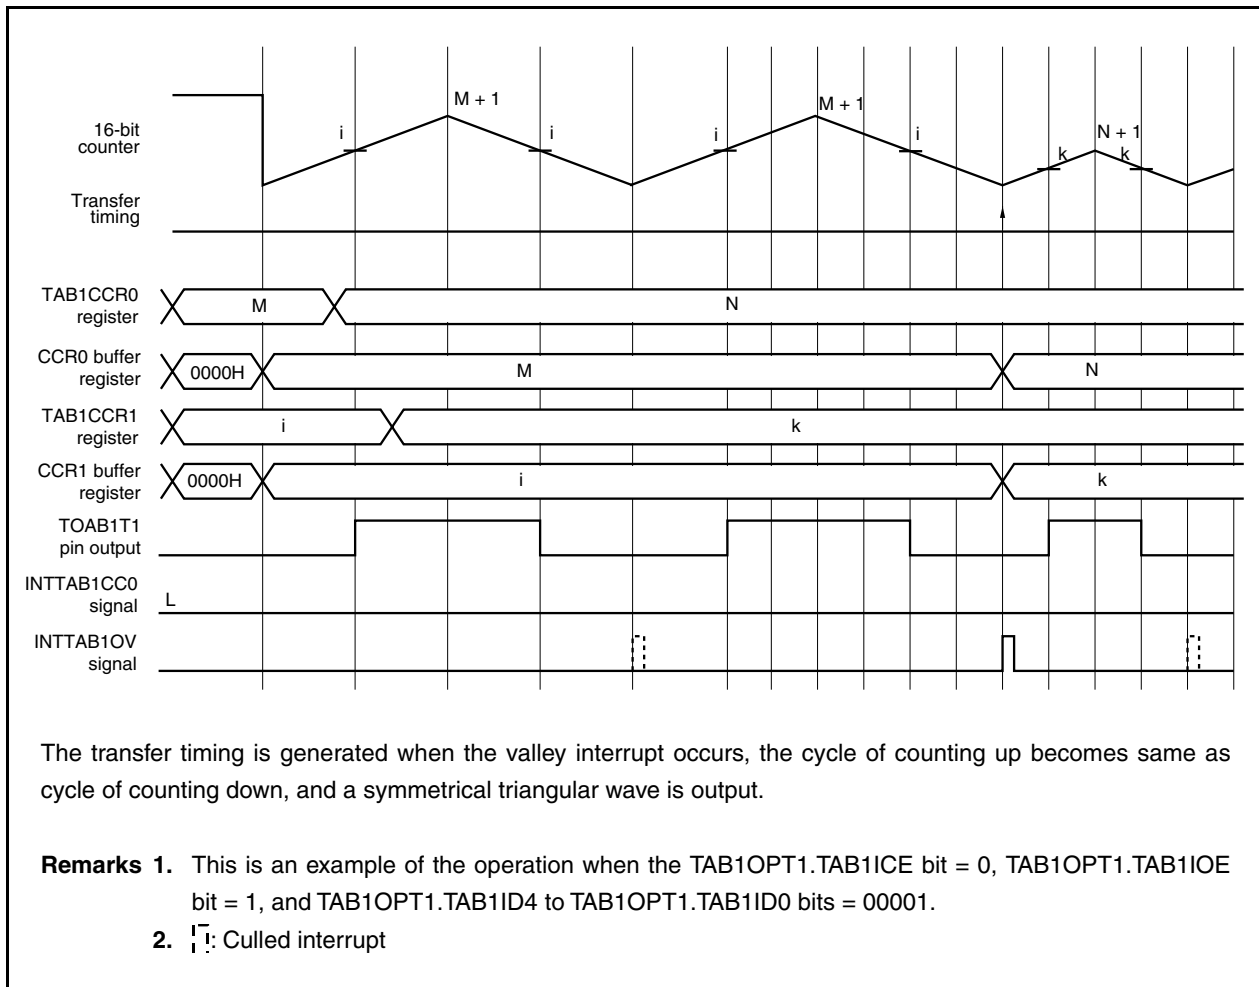 M + 1
M + 1
N + 1
i
i
i
i
k
k
16-bit
counter
Transfer
timing
TAB1CCR0
register
M
N
CCR0 buffer
register
0000H
M
N
TAB1CCR1
register
i
k
CCR1 buffer
register
0000H
i
k
TOAB1T1
pin output
INTTAB1CC0
signal
L
INTTAB1OV
signal
The transfer timing is generated when the valley interrupt occurs, the cycle of counting up becomes same as
cycle of counting down, and a symmetrical triangular wave is output.
Remarks 1. This is an example of the operation when the TAB1OPT1.TAB1ICE bit = 0, TAB1OPT1.TAB1IOE
bit = 1, and TAB1OPT1.TAB1ID4 to TAB1OPT1.TAB1ID0 bits = 00001.
2. : Culled interrupt